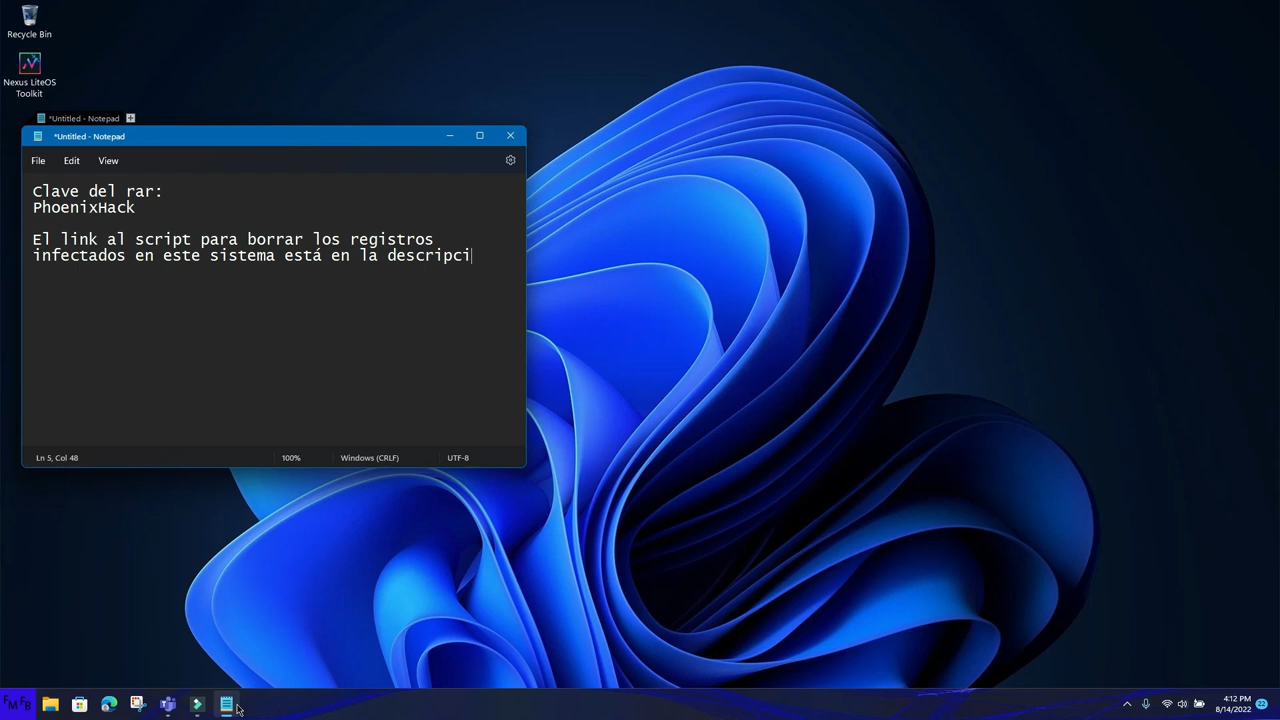 Recycle Bin
Nexus LiteOS
Toolkit
*Untitled - Notepad
*Untitled - Notepad
File Edit View
Clave del rar:
PhoenixHack
El link al script para borrar los registros
infectados en este sistema está en la descripci
Ln 5, Col 48
100%
Windows (CRLF)
UTF-8
4:12 PM
8/14/2022
22